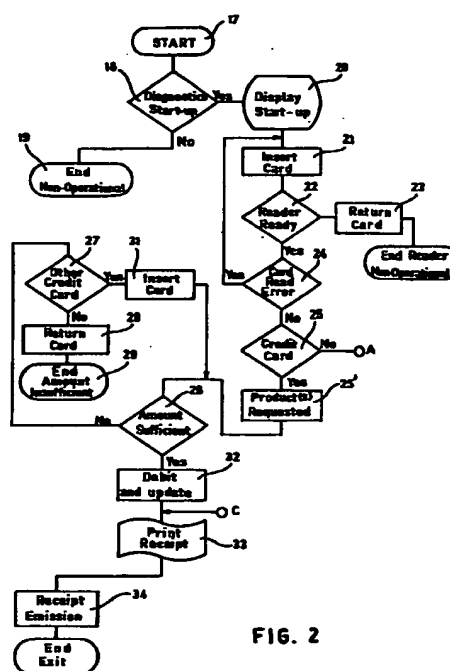 17
START
18
Diagnostics
Start-up
Yes
20
Display
Start-up
No
21
Insert
Card
19
End
Non-Operational
22
Reader
Ready
23
Return
Card
Yes
End Reader
Non-Operational
24
Card
Read
Error
Yes
No
27
Other
Credit
Card
Yes
31
Insert
Card
25
Credit
Card
No
A
No
28
Return
Card
Yes
25'
Product(s)
Requested
29
End
Amount
Insufficient
26
Amount
Sufficient
No
Yes
32
Debit
and update
C
Print
Receipt
33
34
Receipt
Emission
End
Exit
FIG. 2